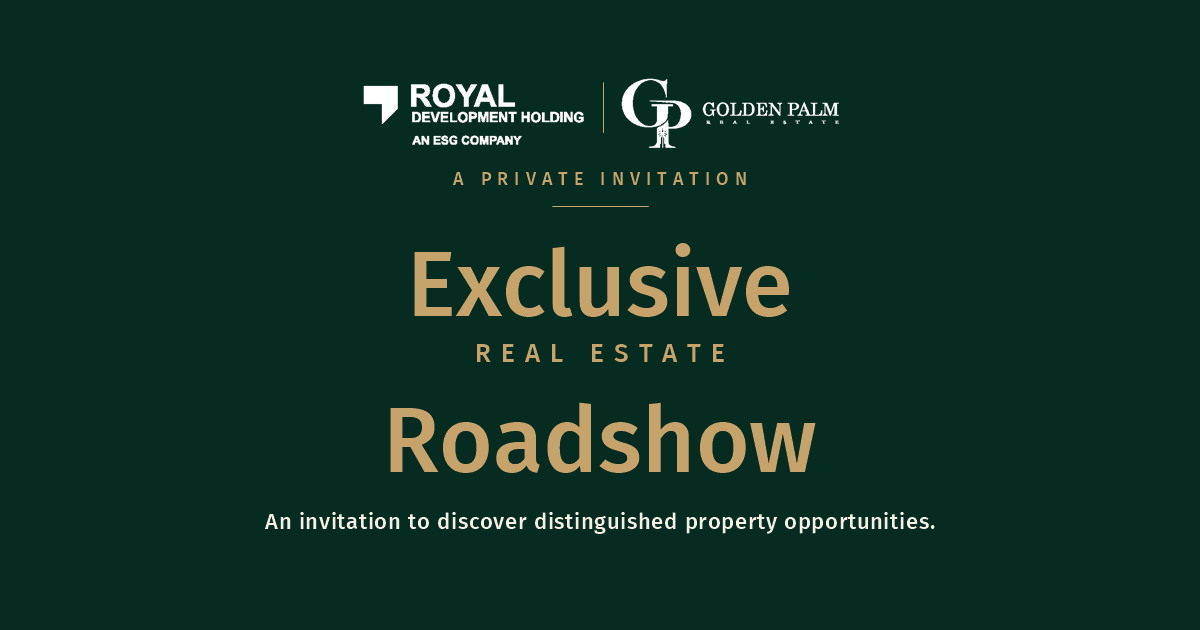 ROYAL
DEVELOPMENT HOLDING
AN ESG COMPANY
GP
GOLDEN PALM
REAL ESTATE
A PRIVATE INVITATION
Exclusive
REAL ESTATE
Roadshow
An invitation to discover distinguished property opportunities.